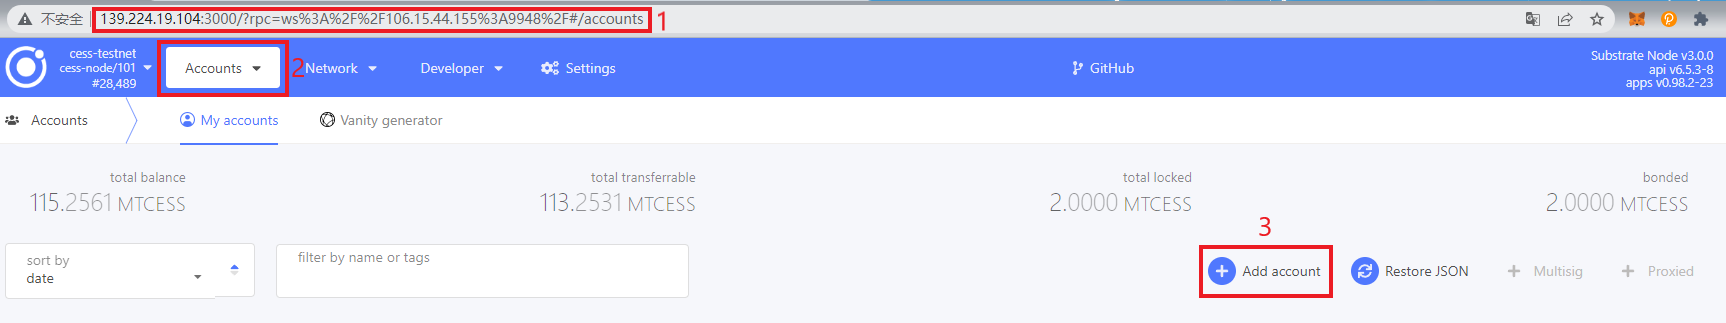 不安全 139.224.19.104:3000/?rpc=ws%3A%2F%2F106.15.44.155%3A9948%2F#/accounts 1
cess-testnet
cess-node/101
#28,489
Accounts 2 Network Developer Settings GitHub
Substrate Node v3.0.0
api v6.5.3-8
apps v0.98.2-23
Accounts My accounts Vanity generator
total balance total transferrable total locked bonded
115.2561 MTCESS 113.2531 MTCESS 2.0000 MTCESS 2.0000 MTCESS
3
sort by
date
filter by name or tags
Add account Restore JSON Multisig Proxied